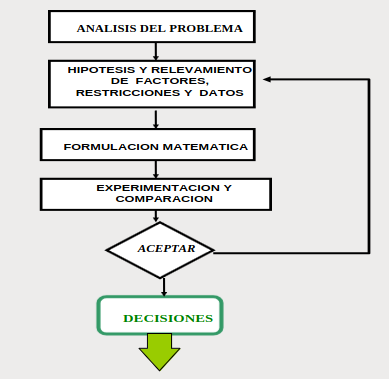 ANALISIS DEL PROBLEMA
HIPOTESIS Y RELEVAMIENTO
DE FACTORES,
RESTRICCIONES Y DATOS
FORMULACION MATEMATICA
EXPERIMENTACION Y
COMPARACION
ACEPTAR
DECISIONES